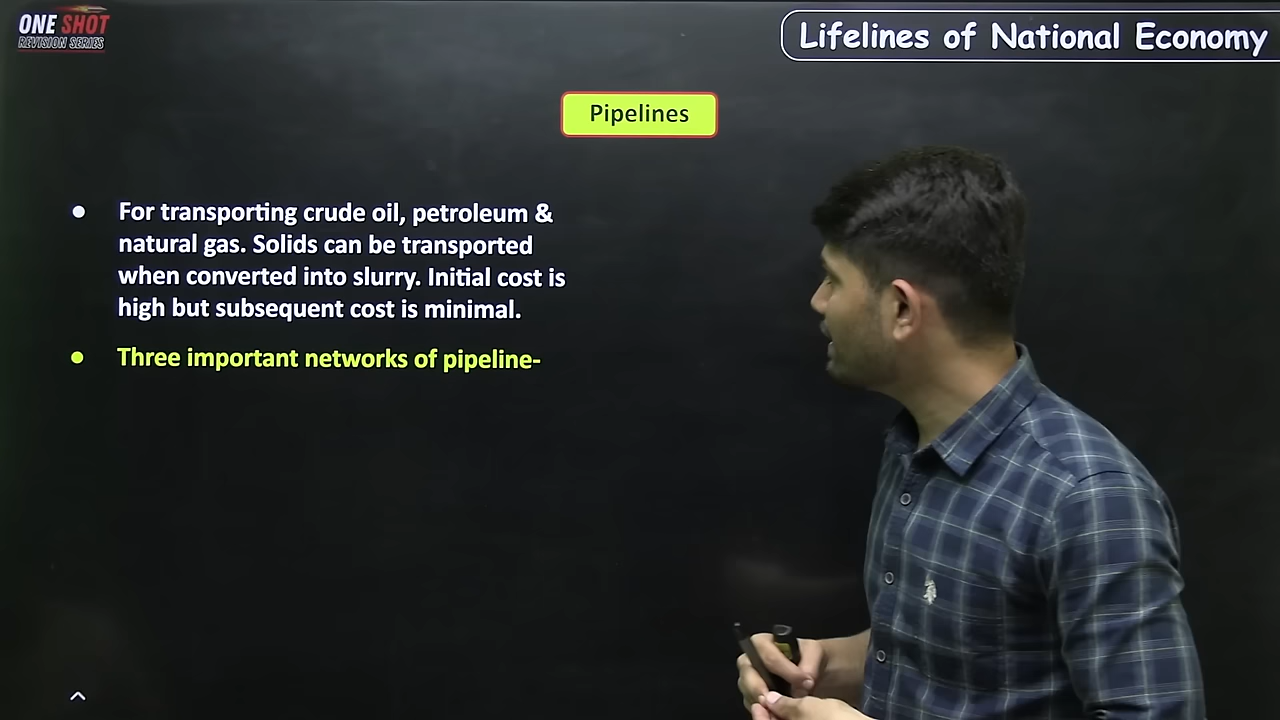 ONE SHOT
REVISION SERIES
Lifelines of National Economy
Pipelines
• For transporting crude oil, petroleum &
natural gas. Solids can be transported
when converted into slurry. Initial cost is
high but subsequent cost is minimal.
• Three important networks of pipeline-